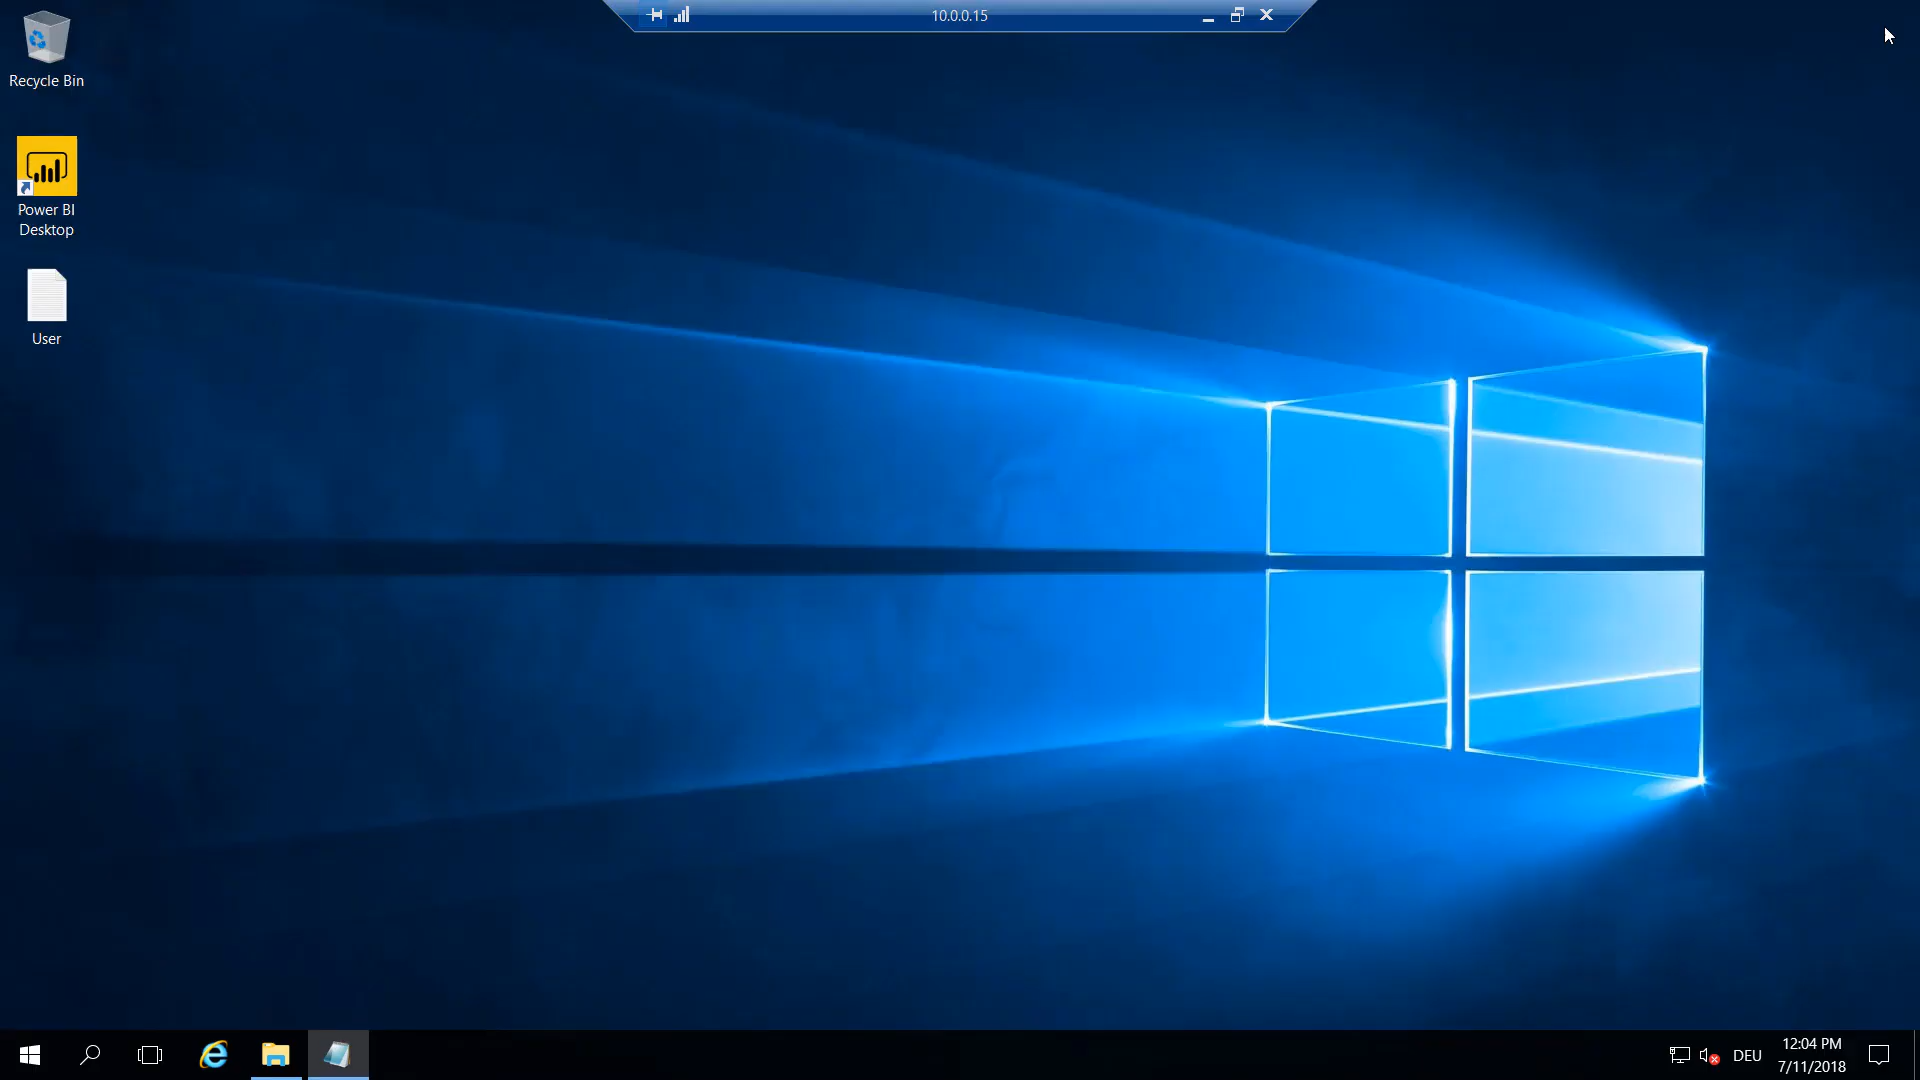 10.0.0.15
Recycle Bin
Power BI
Desktop
User
DEU
12:04 PM
7/11/2018